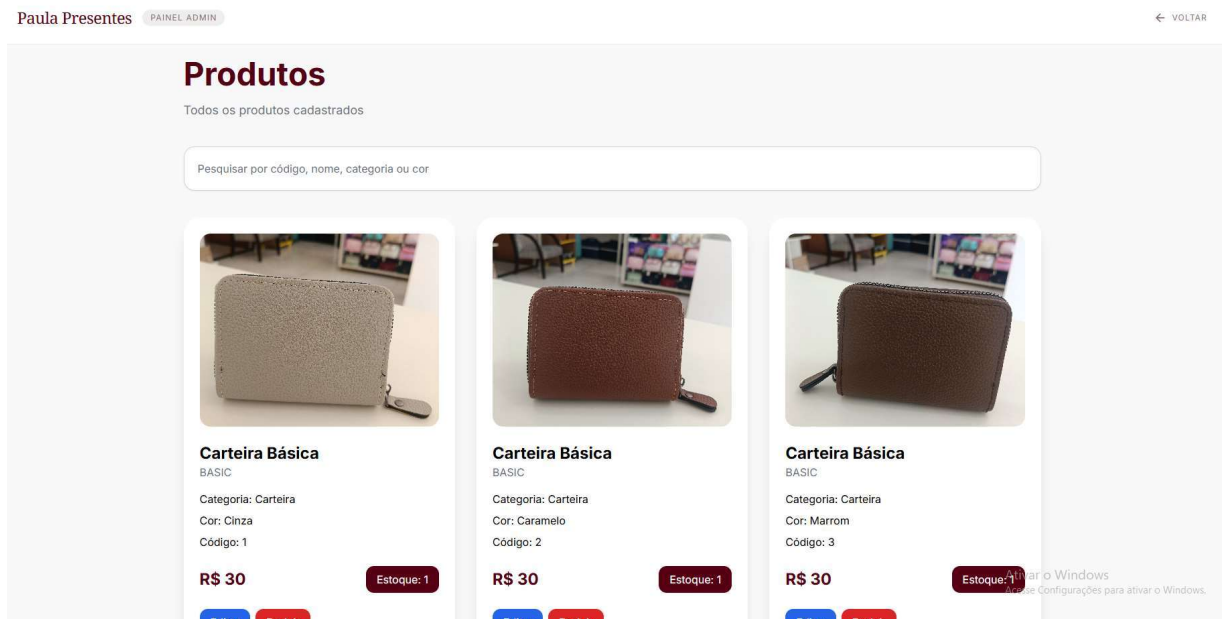 Paula Presentes PAINEL ADMIN ← VOLTAR
Produtos
Todos os produtos cadastrados
Pesquisar por código, nome, categoria ou cor
Carteira Básica
BASIC
Categoria: Carteira
Cor: Cinza
Código: 1
R$ 30 Estoque: 1
Carteira Básica
BASIC
Categoria: Carteira
Cor: Caramelo
Código: 2
R$ 30 Estoque: 1
Carteira Básica
BASIC
Categoria: Carteira
Cor: Marrom
Código: 3
R$ 30 Estoque: 1
Ativar o Windows
Acesse Configurações para ativar o Windows.